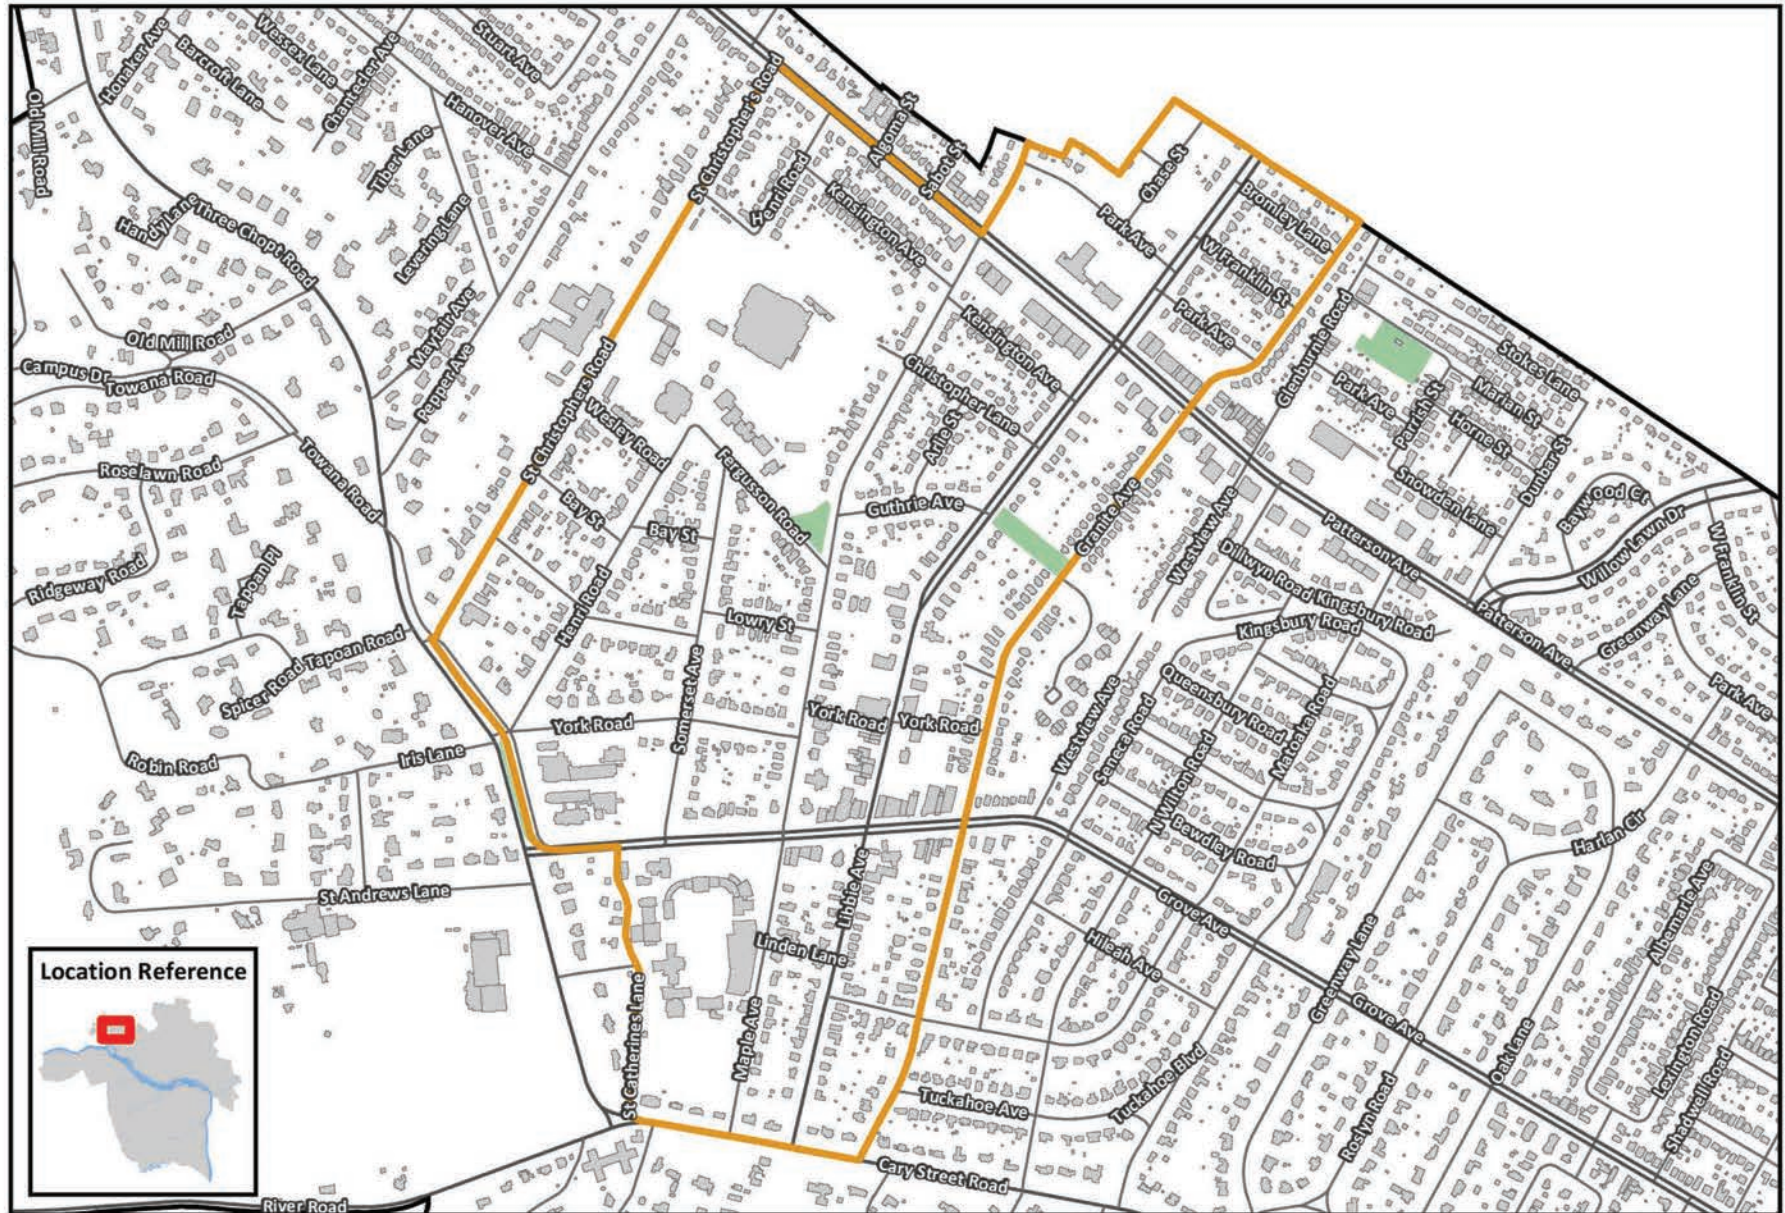 Old Mill Road
Honaker Ave
Barcroft Lane
Wessex Lane
Chantecler Ave
Stuart Ave
Hanover Ave
Tiber Lane
Levering Lane
Three Chopt Road
Old Mill Road
Campus Dr
Towana Road
Mayfair Ave
Pepper Ave
Roselawn Road
Towana Road
Ridgeway Road
Tapoan Pl
Spicer Road
Tapoan Road
Robin Road
Iris Lane
St Andrews Lane
St Christopher's Road
St Christopher's Road
St Christopher's Road
Henri Road
Algoma St
Sabot St
Kensington Ave
Chase St
Park Ave
Bromley Lane
W Franklin St
Park Ave
Glenburnie Road
Stokes Lane
Marian St
Park Ave
Parrish St
Horne St
Dunbar St
Snowden Lane
Baywood Ct
Willow Lawn Dr
W Franklin St
Greenway Lane
Park Ave
Kensington Ave
Christopher Lane
Arlie St
Guthrie Ave
Wesley Road
Bay St
Bay St
Fergusson Road
Henri Road
Lowry St
Somerset Ave
York Road
York Road
York Road
Granite Ave
Westview Ave
Patterson Ave
Patterson Ave
Dillwyn Road
Kingsbury Road
Kingsbury Road
Queensbury Road
Matoaka Road
Westview Ave
Seneca Road
N Wilton Road
Bewdley Road
Harlan Cir
Grove Ave
Grove Ave
Libbie Ave
Linden Lane
Maple Ave
St Catherines Lane
Hileah Ave
Greenway Lane
Albemarle Ave
Lexington Road
Shadwell Road
Oak Lane
Roslyn Road
Tuckahoe Blvd
Tuckahoe Ave
Cary Street Road
River Road
Location Reference